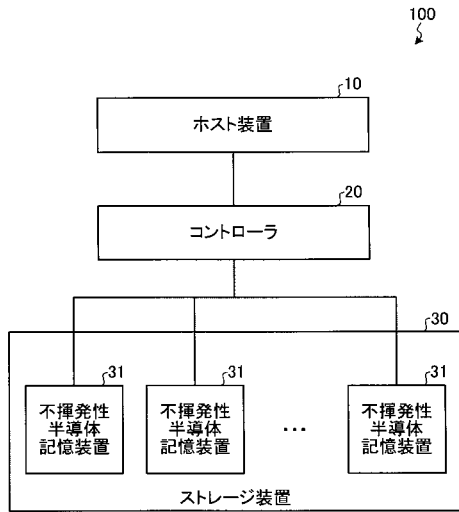 100
10
ホスト装置
20
コントローラ
30
31
31
31
不揮発性
半導体
記憶装置
不揮発性
半導体
記憶装置
...
不揮発性
半導体
記憶装置
ストレージ装置